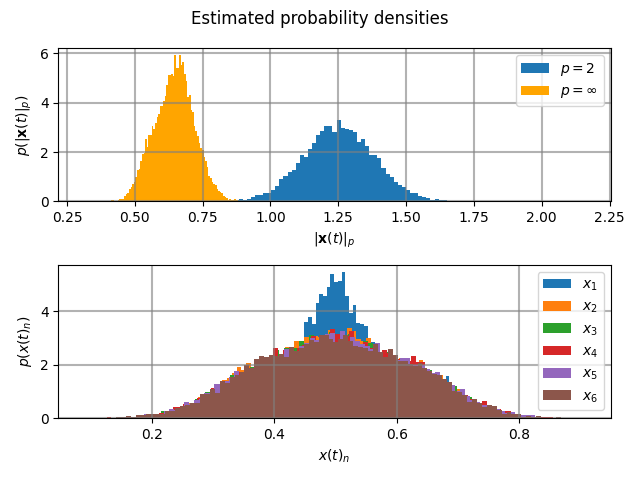 Estimated probability densities
p(|x(t)|p)
6
4
2
0
p = 2
p = ∞
0.25 0.50 0.75 1.00 1.25 1.50 1.75 2.00 2.25
|x(t)|p
p(x(t)n)
4
2
0
x1
x2
x3
x4
x5
x6
0.2 0.4 0.6 0.8
x(t)n